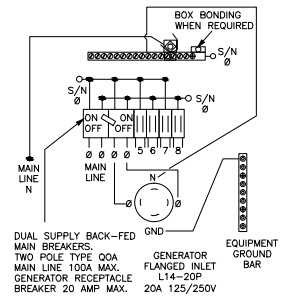 BOX BONDING
WHEN REQUIRED
S/N
Ø
S/N
Ø
S/N
Ø
ON
OFF
ON
OFF
5 6 7 8
Ø Ø Ø Ø
MAIN
LINE
N
MAIN
LINE
N
Ø
Ø
GND
DUAL SUPPLY BACK-FED
MAIN BREAKERS.
TWO POLE TYPE QOA
MAIN LINE 100A MAX.
GENERATOR RECEPTACLE
BREAKER 20 AMP MAX.
GENERATOR
FLANGED INLET
L14-20P
20A 125/250V
EQUIPMENT
GROUND
BAR